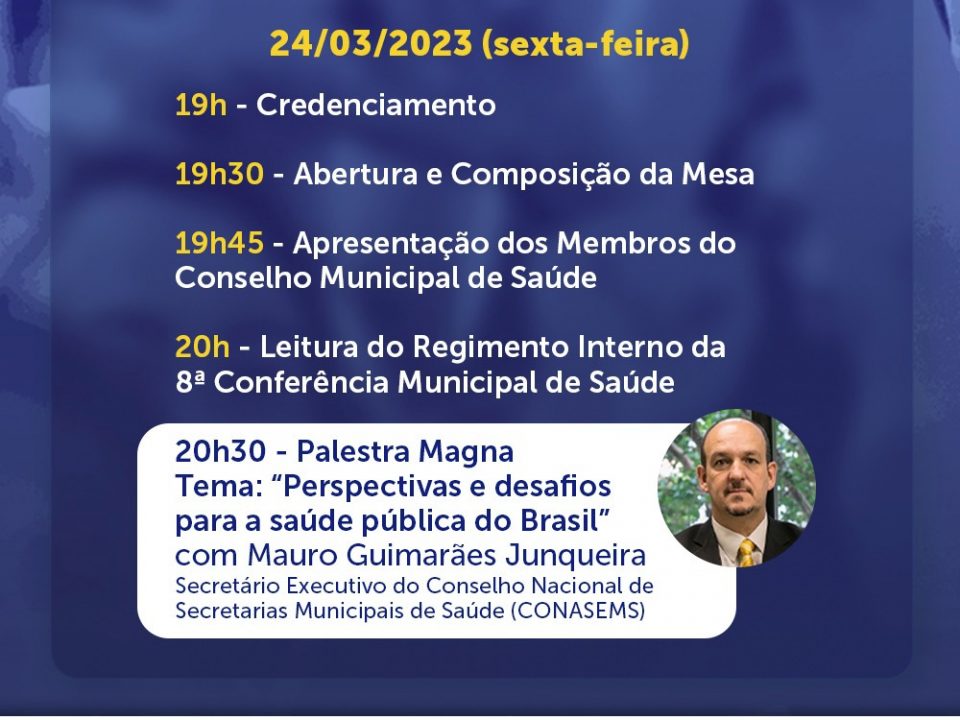 24/03/2023 (sexta-feira)
19h - Credenciamento
19h30 - Abertura e Composição da Mesa
19h45 - Apresentação dos Membros do
Conselho Municipal de Saúde
20h - Leitura do Regimento Interno da
8ª Conferência Municipal de Saúde
20h30 - Palestra Magna
Tema: “Perspectivas e desafios
para a saúde pública do Brasil”
com Mauro Guimarães Junqueira
Secretário Executivo do Conselho Nacional de
Secretarias Municipais de Saúde (CONASEMS)